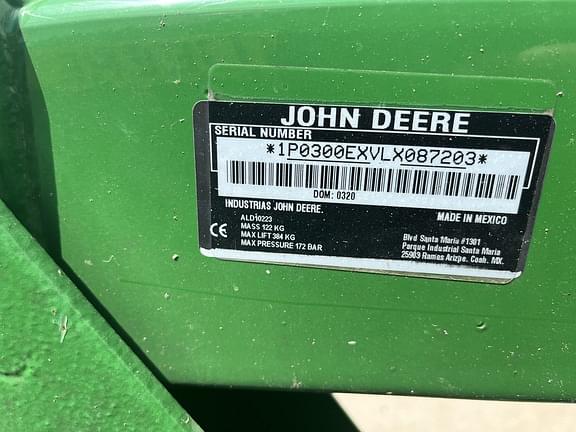 JOHN DEERE
SERIAL NUMBER
*1P0300EXVLX087203*
DOM: 0320
INDUSTRIAS JOHN DEERE.
MADE IN MEXICO
ALD10223
MASS 122 KG
MAX LIFT 384 KG
MAX PRESSURE 172 BAR
CE
Blvd Santa Maria #1301
Parque Industrial Santa Maria
25903 Ramos Arizpe. Coah. MX.